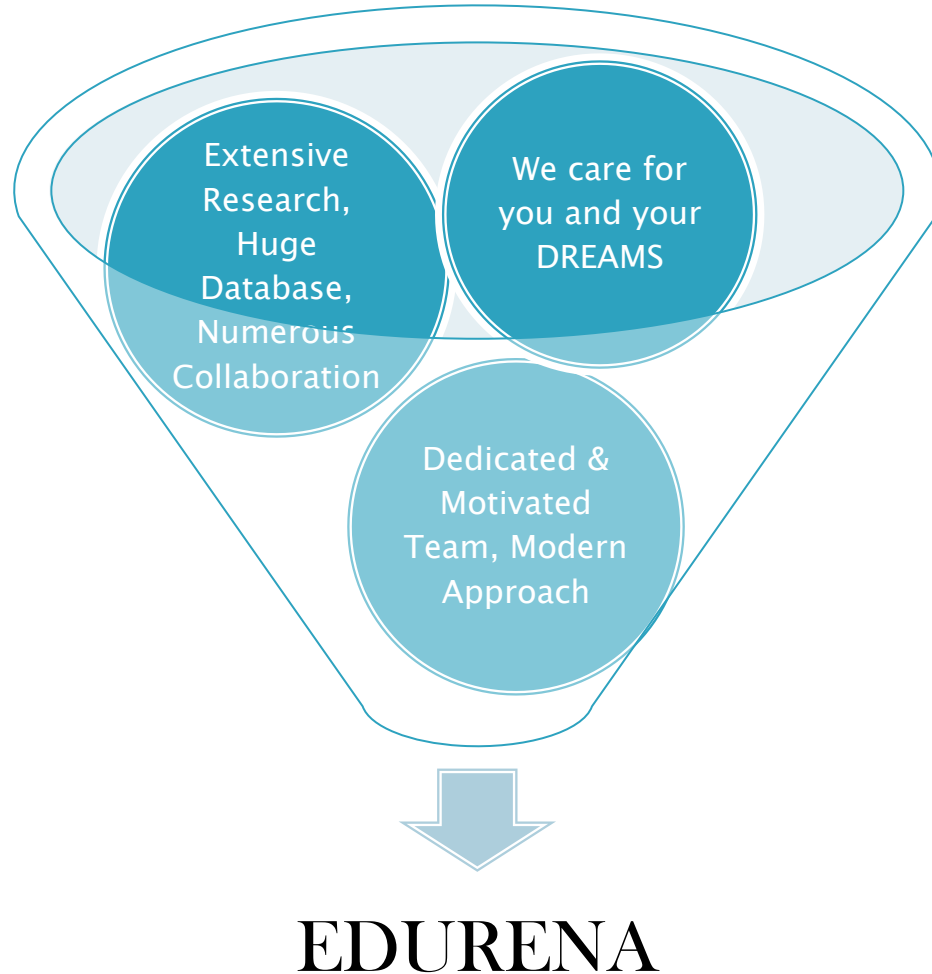 Extensive
Research,
Huge
Database,
Numerous
Collaboration
We care for
you and your
DREAMS
Dedicated &
Motivated
Team, Modern
Approach
EDURENA